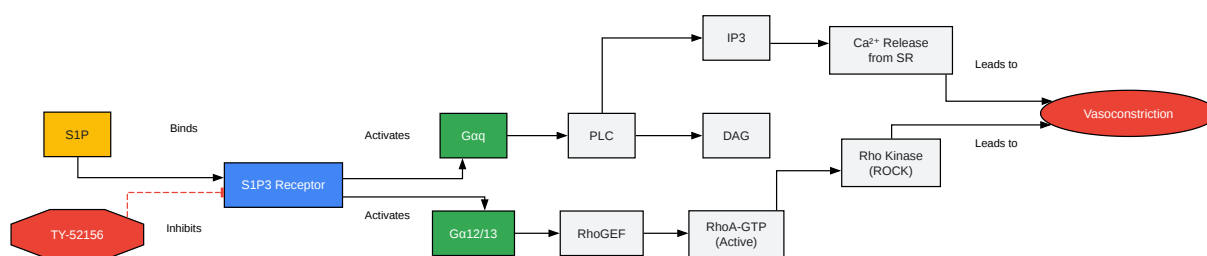 IP3
Ca²⁺ Release
from SR
Leads to
S1P
Binds
Activates
Gαq
PLC
DAG
Vasoconstriction
Leads to
Rho Kinase
(ROCK)
S1P3 Receptor
TY-52156
Inhibits
Activates
Gα12/13
RhoGEF
RhoA-GTP
(Active)